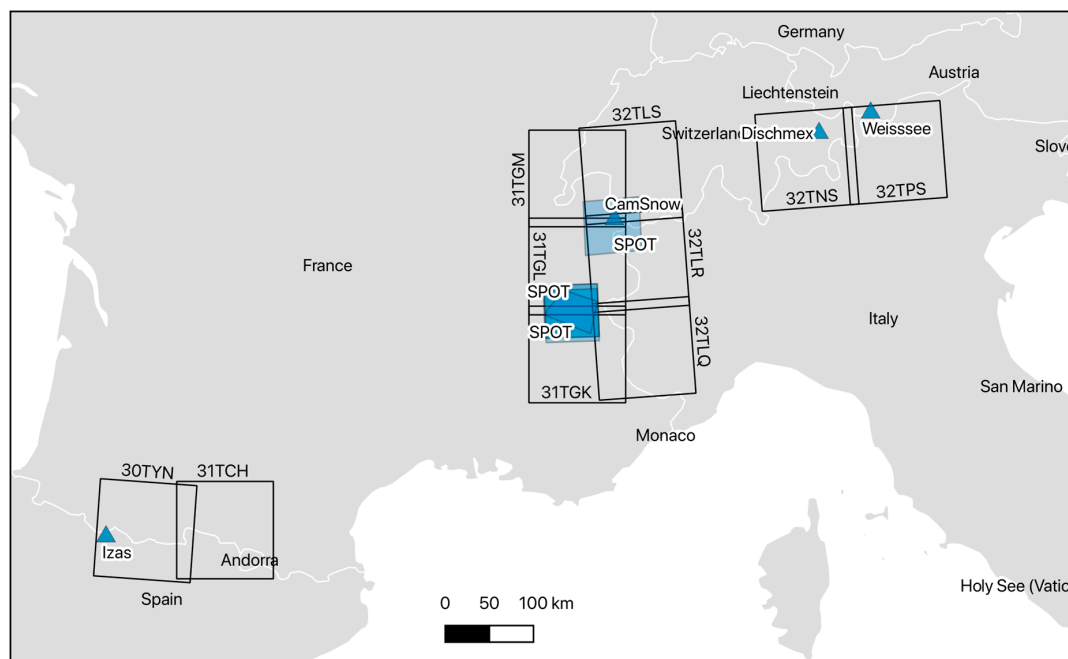 Germany
Austria
Liechtenstein
32TLS
Switzerlan
Dischmex
Weisssee
Slov
31TGM
32TNS
32TPS
CamSnow
SPOT
31TGL
32TLR
France
SPOT
SPOT
Italy
32TLQ
31TGK
San Marino
Monaco
30TYN
31TCH
Izas
Andorra
Spain
Holy See (Vatic
0 50 100 km